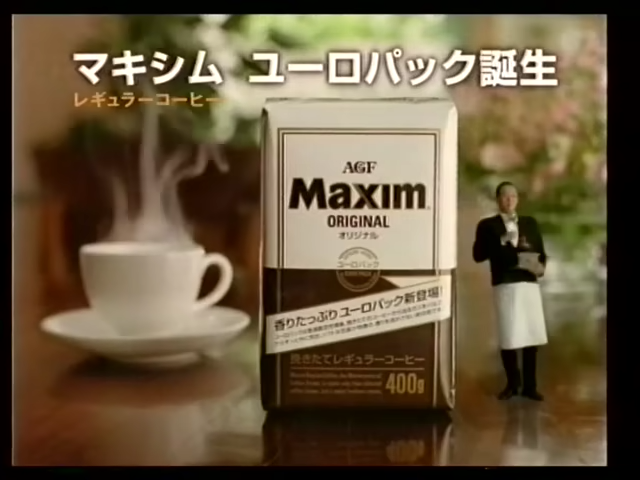 マキシム ユーロパック誕生
レギュラーコーヒー
AGF
Maxim
ORIGINAL
オリジナル
ユーロパック
香りたっぷりユーロパック新登場!
挽きたてレギュラーコーヒー
400g